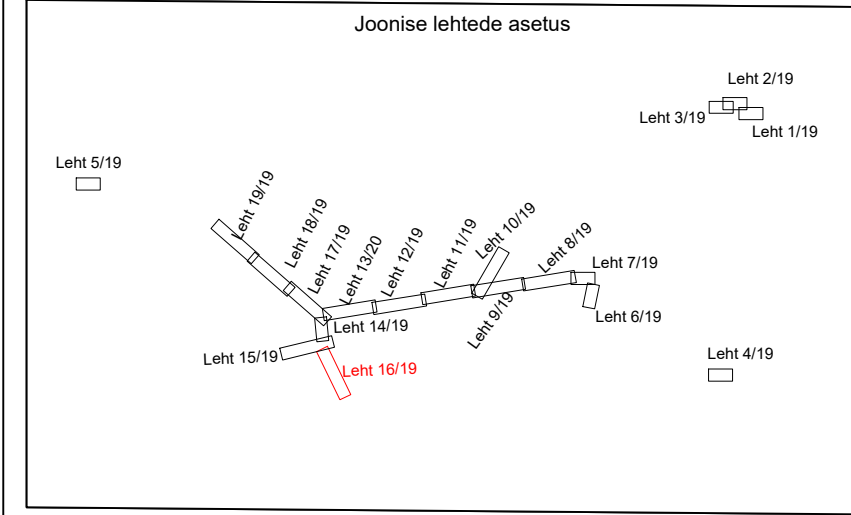 Joonise lehtede asetus
Leht 2/19
Leht 3/19
Leht 1/19
Leht 5/19
Leht 19/19
Leht 18/19
Leht 17/19
Leht 13/20
Leht 12/19
Leht 11/19
Leht 10/19
Leht 9/19
Leht 8/19
Leht 7/19
Leht 6/19
Leht 14/19
Leht 15/19
Leht 16/19
Leht 4/19